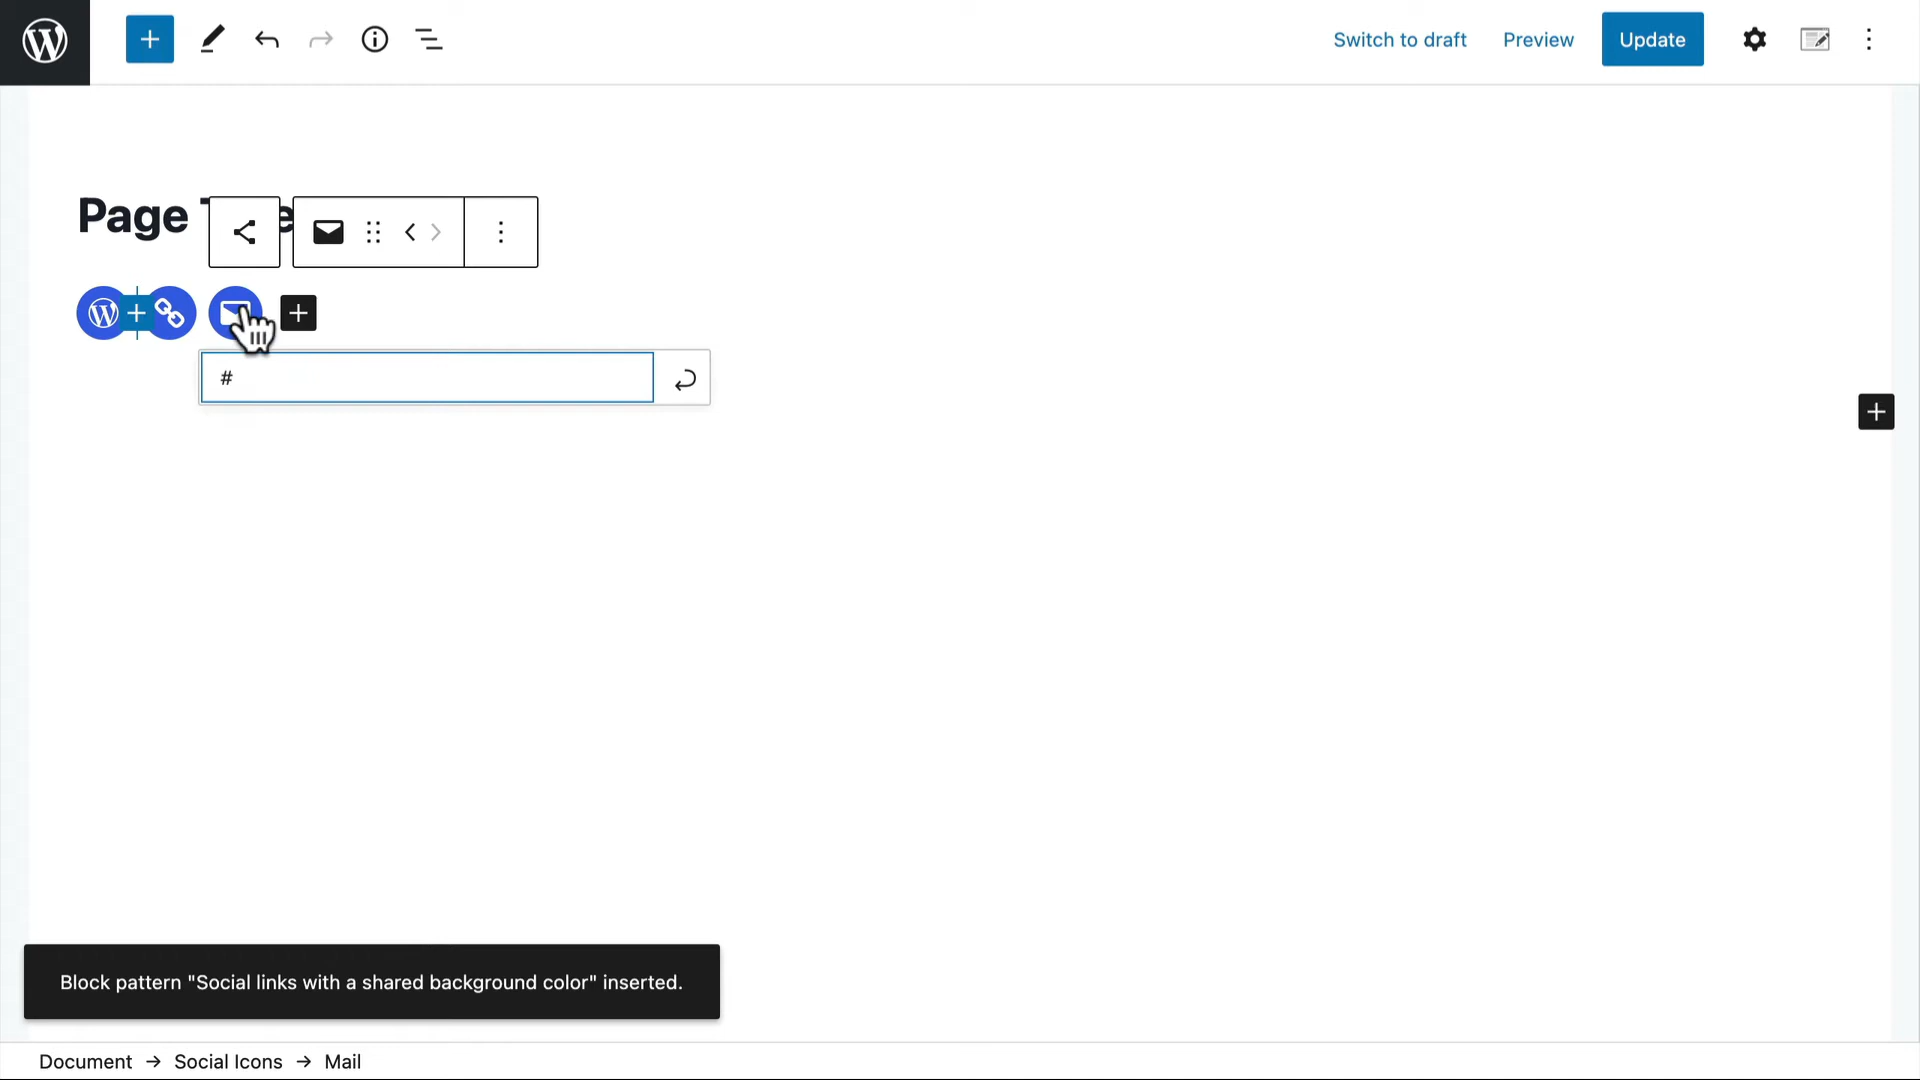 Switch to draft
Preview
Update
Page
#
Block pattern "Social links with a shared background color" inserted.
Document → Social Icons → Mail